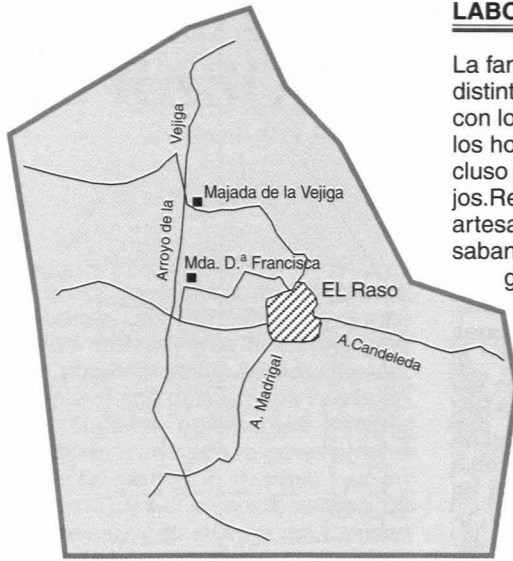 LABO
La far
distint
con lo
los ho
cluso
jos.Re
artesa
saban
g
Vejiga
Arroyo de la
Majada de la Vejiga
Mda. D.ª Francisca
EL Raso
A.Candeleda
A. Madrigal